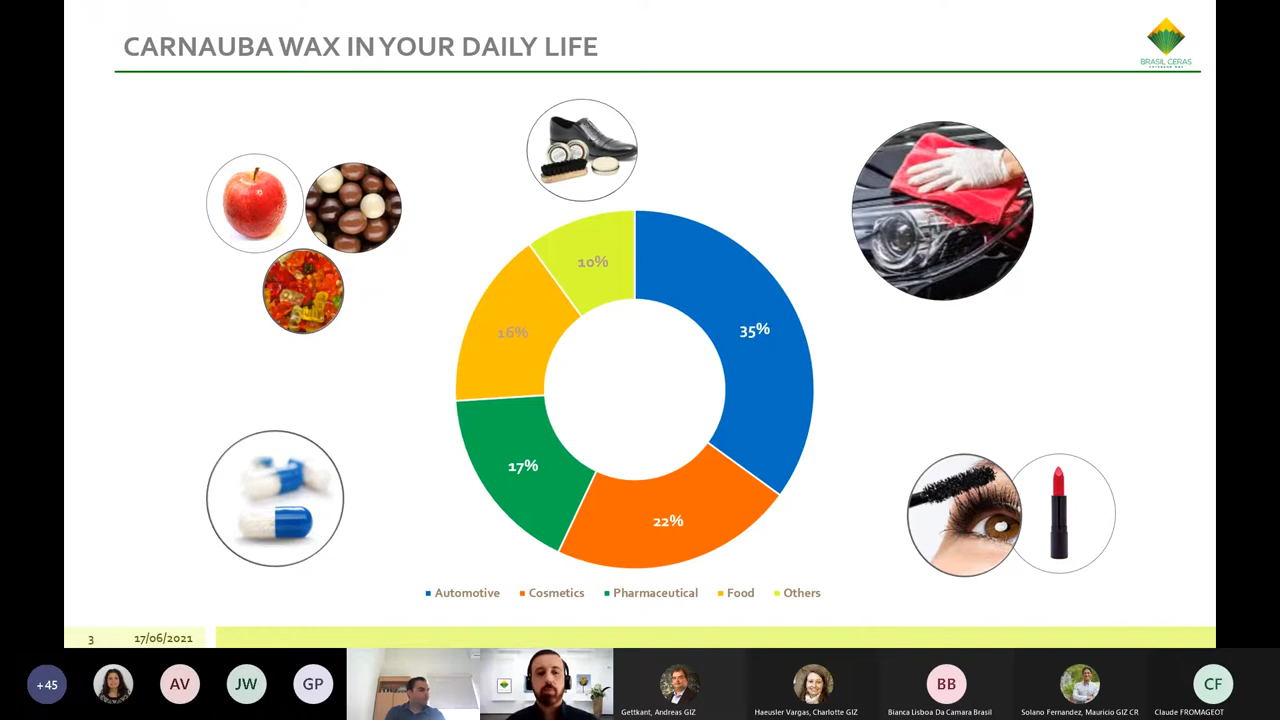 CARNAUBA WAX IN YOUR DAILY LIFE
BRASIL CERAS
10%
35%
16%
17%
22%
Automotive Cosmetics Pharmaceutical Food Others
3 17/06/2021
+45 AV JW GP BB CF
Gettkant, Andreas GIZ Haeusler Vargas, Charlotte GIZ Bianca Lisboa Da Camara Brasil Solano Fernandez, Mauricio GIZ CR Claude FROMAGEOT